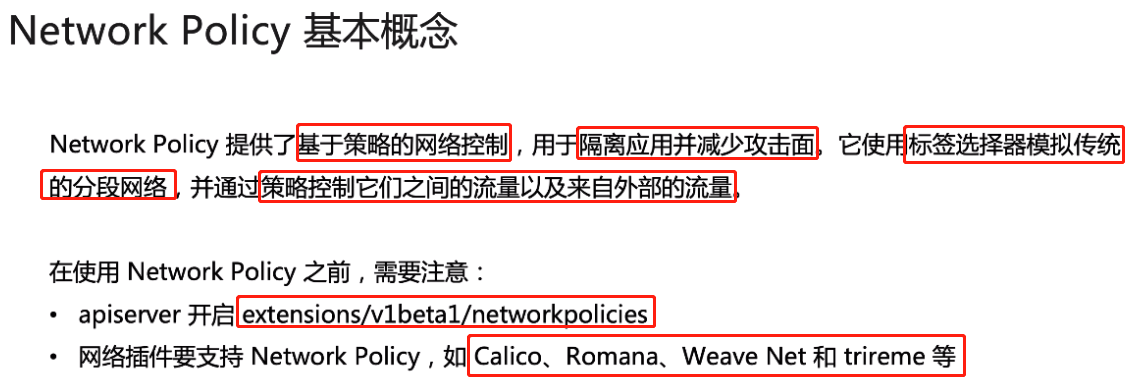 Network Policy 基本概念
Network Policy 提供了基于策略的网络控制，用于隔离应用并减少攻击面。它使用标签选择器模拟传统
的分段网络，并通过策略控制它们之间的流量以及来自外部的流量。
在使用 Network Policy 之前，需要注意：
• apiserver 开启 extensions/v1beta1/networkpolicies
• 网络插件要支持 Network Policy，如 Calico、Romana、Weave Net 和 trireme 等